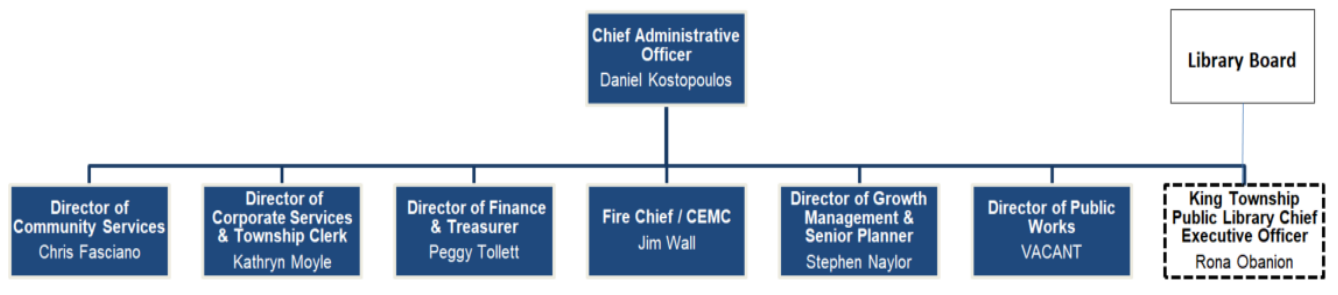 Chief Administrative
Officer
Daniel Kostopoulos
Library Board
Director of
Community Services
Chris Fasciano
Director of
Corporate Services
& Township Clerk
Kathryn Moyle
Director of Finance
& Treasurer
Peggy Tollett
Fire Chief / CEMC
Jim Wall
Director of Growth
Management &
Senior Planner
Stephen Naylor
Director of Public
Works
VACANT
King Township
Public Library Chief
Executive Officer
Rona Obanion